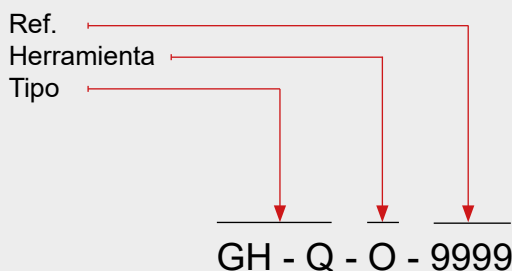 Ref.
Herramienta
Tipo
GH - Q - O - 9999